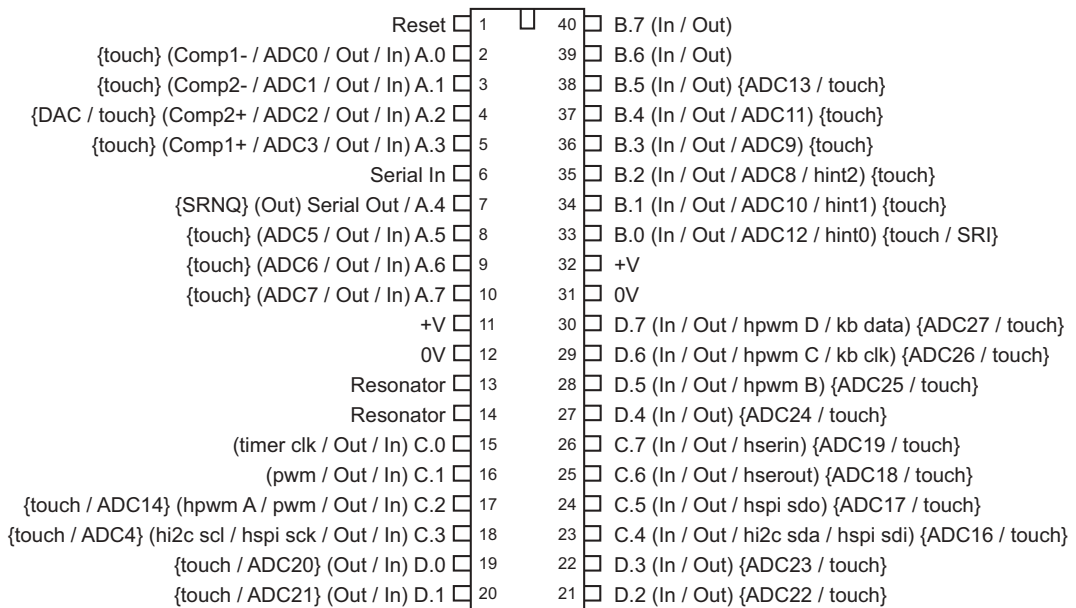 Reset 1 40 B.7 (In / Out)
{touch} (Comp1- / ADC0 / Out / In) A.0 2 39 B.6 (In / Out)
{touch} (Comp2- / ADC1 / Out / In) A.1 3 38 B.5 (In / Out) {ADC13 / touch}
{DAC / touch} (Comp2+ / ADC2 / Out / In) A.2 4 37 B.4 (In / Out / ADC11) {touch}
{touch} (Comp1+ / ADC3 / Out / In) A.3 5 36 B.3 (In / Out / ADC9) {touch}
Serial In 6 35 B.2 (In / Out / ADC8 / hint2) {touch}
{SRNQ} (Out) Serial Out / A.4 7 34 B.1 (In / Out / ADC10 / hint1) {touch}
{touch} (ADC5 / Out / In) A.5 8 33 B.0 (In / Out / ADC12 / hint0) {touch / SRI}
{touch} (ADC6 / Out / In) A.6 9 32 +V
{touch} (ADC7 / Out / In) A.7 10 31 0V
+V 11 30 D.7 (In / Out / hpwm D / kb data) {ADC27 / touch}
0V 12 29 D.6 (In / Out / hpwm C / kb clk) {ADC26 / touch}
Resonator 13 28 D.5 (In / Out / hpwm B) {ADC25 / touch}
Resonator 14 27 D.4 (In / Out) {ADC24 / touch}
(timer clk / Out / In) C.0 15 26 C.7 (In / Out / hserin) {ADC19 / touch}
(pwm / Out / In) C.1 16 25 C.6 (In / Out / hserout) {ADC18 / touch}
{touch / ADC14} (hpwm A / pwm / Out / In) C.2 17 24 C.5 (In / Out / hspi sdo) {ADC17 / touch}
{touch / ADC4} (hi2c scl / hspi sck / Out / In) C.3 18 23 C.4 (In / Out / hi2c sda / hspi sdi) {ADC16 / touch}
{touch / ADC20} (Out / In) D.0 19 22 D.3 (In / Out) {ADC23 / touch}
{touch / ADC21} (Out / In) D.1 20 21 D.2 (In / Out) {ADC22 / touch}